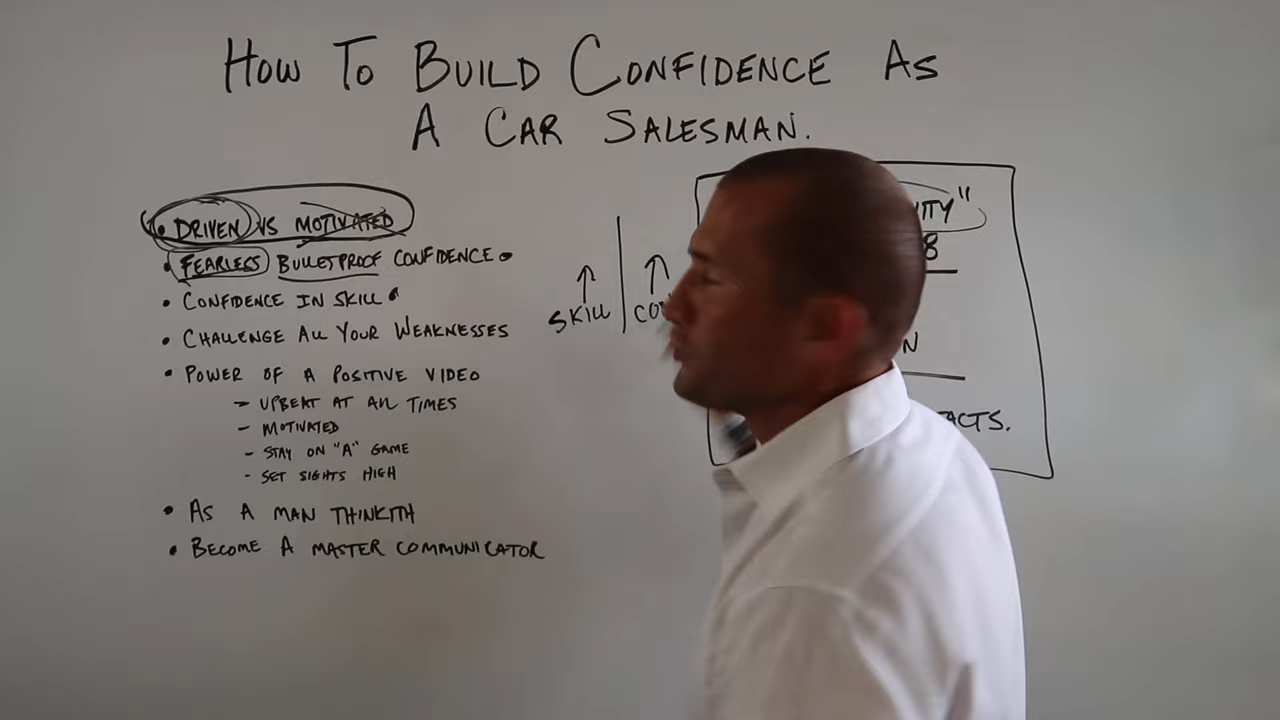 How To Build Confidence As
A Car Salesman.
• Driven vs Motivated
• Fearless Bulletproof Confidence
• Confidence in Skill
• Challenge All Your Weaknesses
• Power of a Positive Video
- Upbeat at all times
- Motivated
- Stay on "A" Game
- Set Sights High
• As a man thinkith
• Become a master communicator
↑ ↑
Skill
8